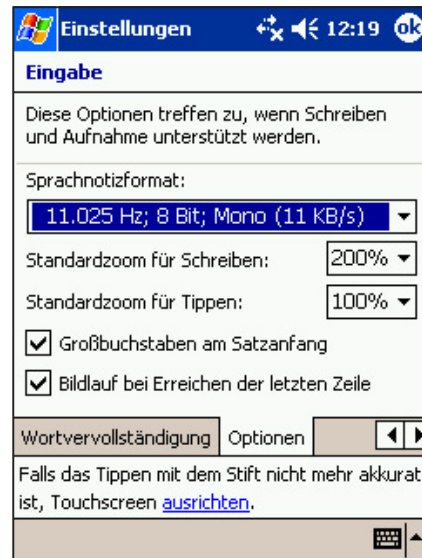 Einstellungen 12:19 ok
Eingabe
Diese Optionen treffen zu, wenn Schreiben
und Aufnahme unterstützt werden.
Sprachnotizformat:
11.025 Hz; 8 Bit; Mono (11 KB/s)
Standardzoom für Schreiben: 200%
Standardzoom für Tippen: 100%
Großbuchstaben am Satzanfang
Bildlauf bei Erreichen der letzten Zeile
Wortvervollständigung Optionen
Falls das Tippen mit dem Stift nicht mehr akkurat
ist, Touchscreen ausrichten.